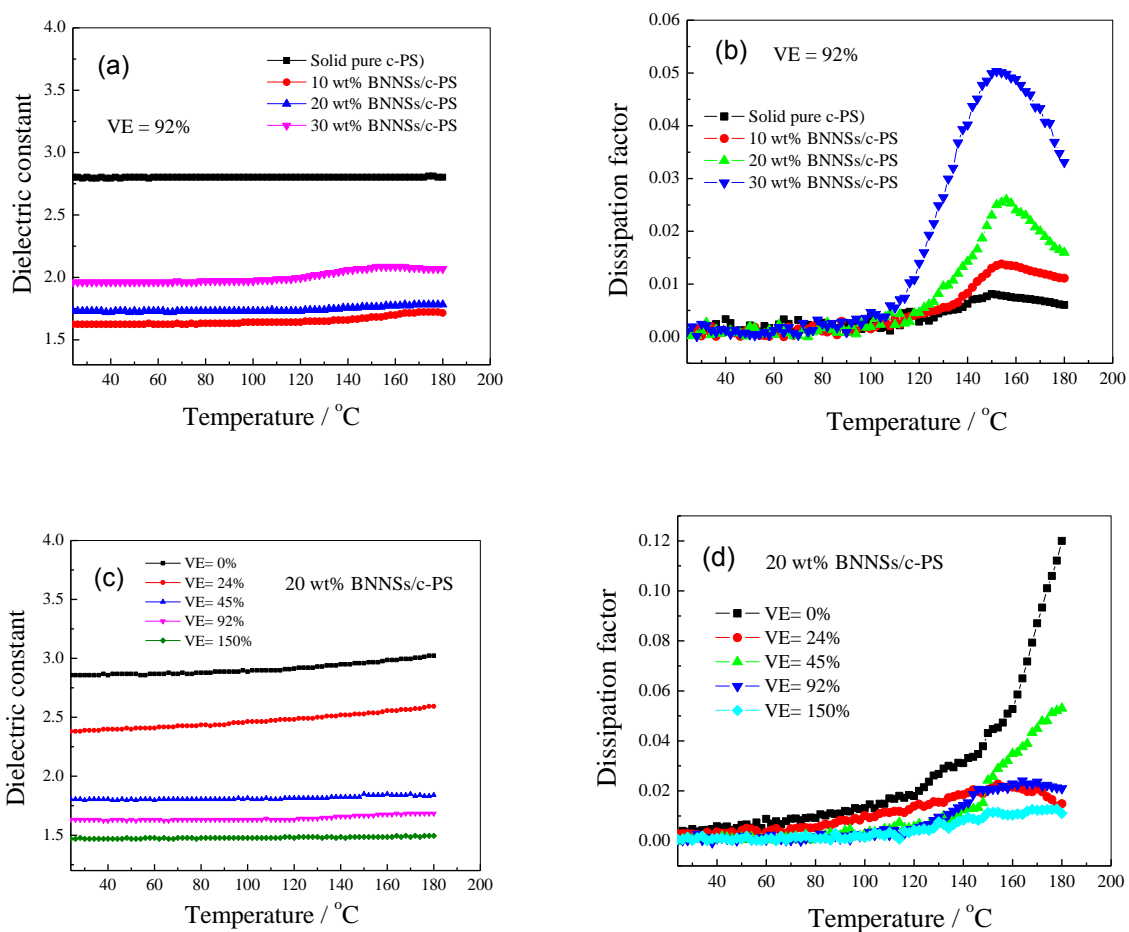 (a)
Solid pure c-PS)
10 wt% BNNSs/c-PS
20 wt% BNNSs/c-PS
30 wt% BNNSs/c-PS
VE = 92%
4.0
3.5
3.0
2.5
2.0
1.5
Dielectric constant
40 60 80 100 120 140 160 180 200
Temperature / °C
(b)
VE = 92%
Solid pure c-PS)
10 wt% BNNSs/c-PS
20 wt% BNNSs/c-PS
30 wt% BNNSs/c-PS
0.06
0.05
0.04
0.03
0.02
0.01
0.00
Dissipation factor
40 60 80 100 120 140 160 180 200
Temperature / °C
(c)
VE= 0%
VE= 24%
VE= 45%
VE= 92%
VE= 150%
20 wt% BNNSs/c-PS
4.0
3.5
3.0
2.5
2.0
1.5
Dielectric constant
40 60 80 100 120 140 160 180 200
Temperature / °C
(d)
20 wt% BNNSs/c-PS
VE= 0%
VE= 24%
VE= 45%
VE= 92%
VE= 150%
0.12
0.10
0.08
0.06
0.04
0.02
0.00
Dissipation factor
40 60 80 100 120 140 160 180 200
Temperature / °C